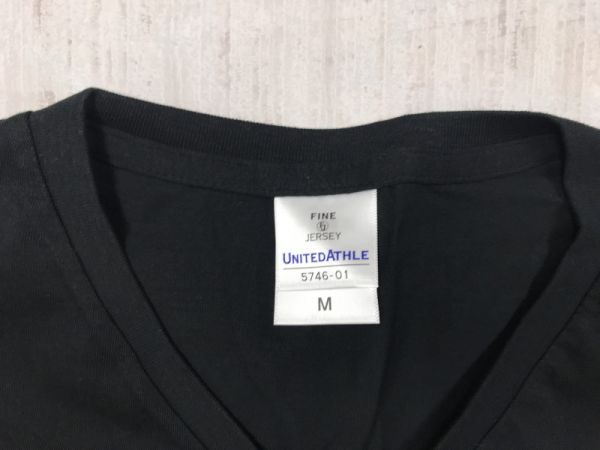 FINE
JERSEY
UNITEDATHLE
5746-01
M